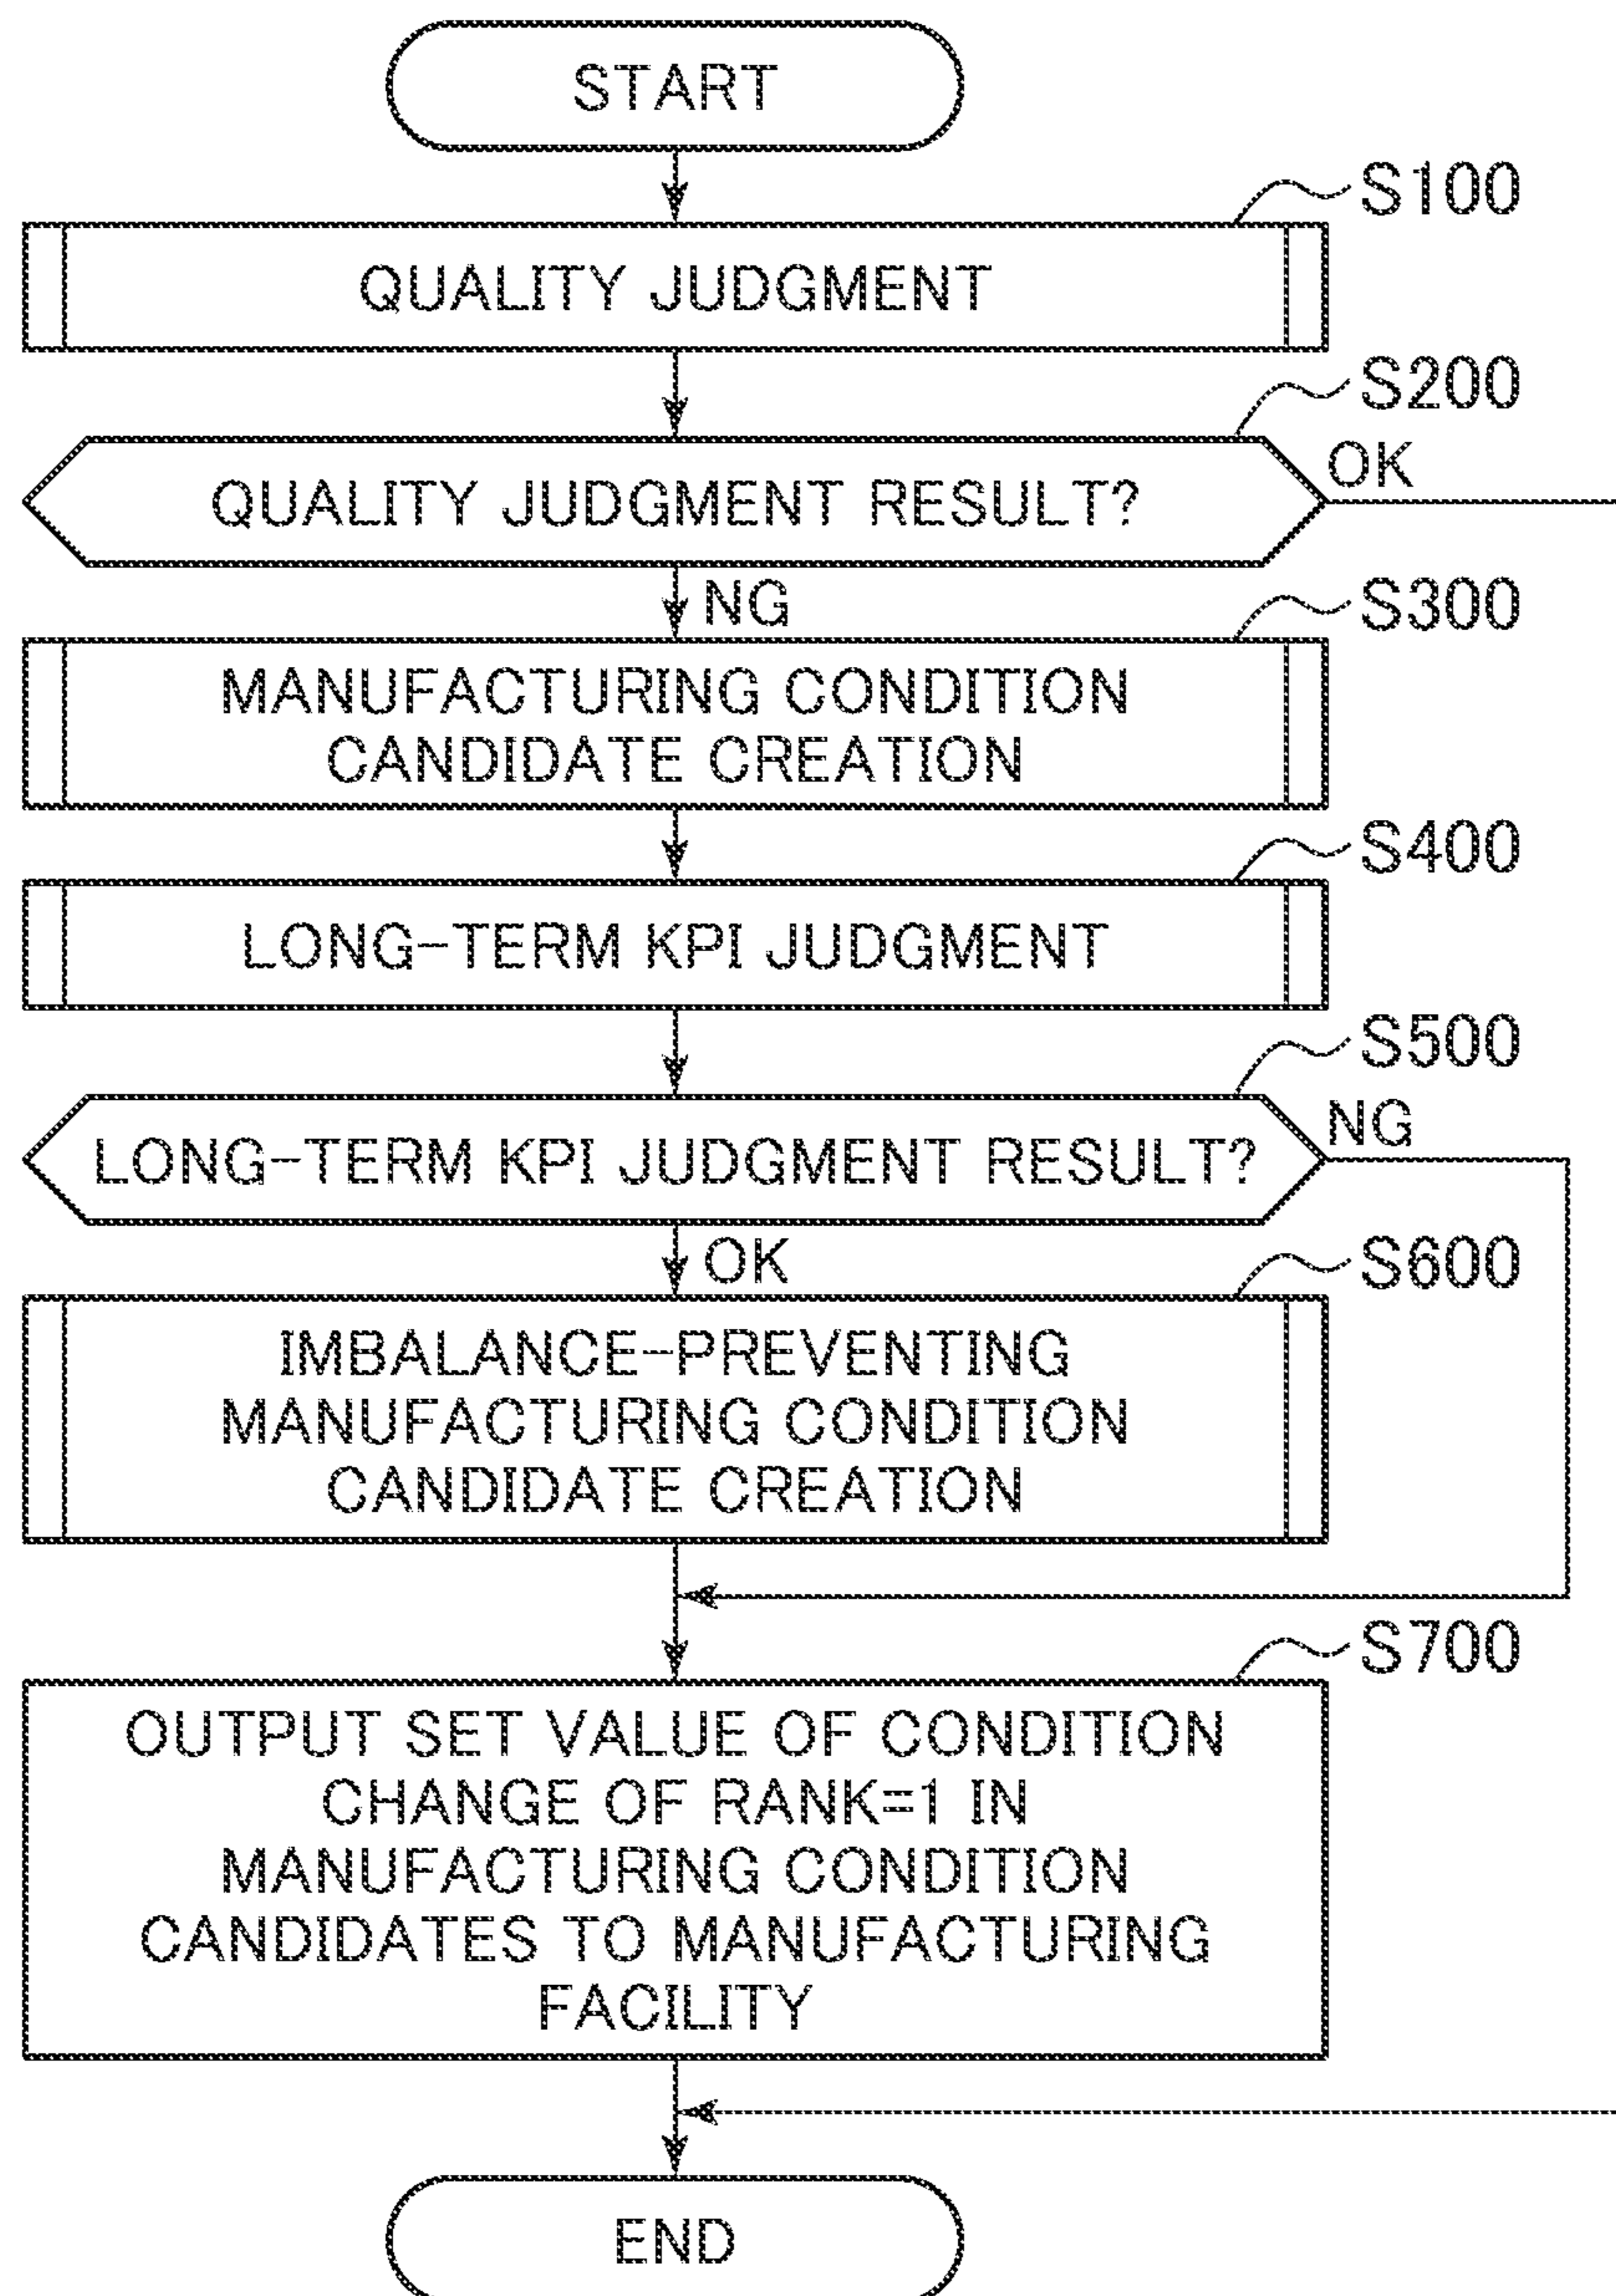 START
S100
QUALITY JUDGMENT
S200
QUALITY JUDGMENT RESULT?
OK
NG
S300
MANUFACTURING CONDITION
CANDIDATE CREATION
S400
LONG-TERM KPI JUDGMENT
S500
LONG-TERM KPI JUDGMENT RESULT?
NG
OK
S600
IMBALANCE-PREVENTING
MANUFACTURING CONDITION
CANDIDATE CREATION
S700
OUTPUT SET VALUE OF CONDITION
CHANGE OF RANK=1 IN
MANUFACTURING CONDITION
CANDIDATES TO MANUFACTURING
FACILITY
END